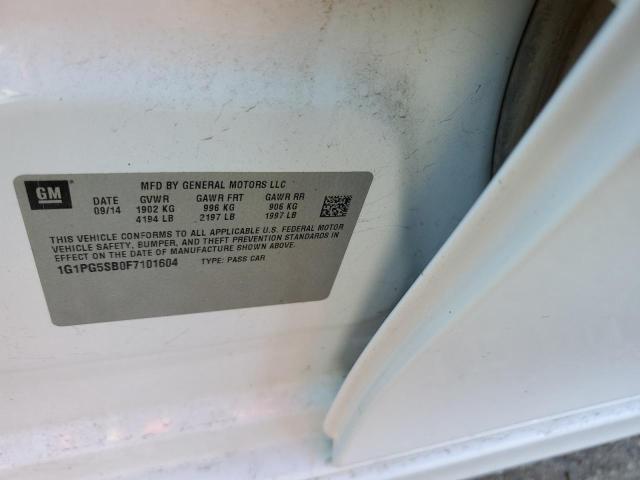 GM
MFD BY GENERAL MOTORS LLC
DATE GVWR GAWR FRT GAWR RR
09/14 1902 KG 996 KG 906 KG
4194 LB 2197 LB 1997 LB
THIS VEHICLE CONFORMS TO ALL APPLICABLE U.S. FEDERAL MOTOR
VEHICLE SAFETY, BUMPER, AND THEFT PREVENTION STANDARDS IN
EFFECT ON THE DATE OF MANUFACTURE SHOWN ABOVE.
1G1PG5SB0F7101604 TYPE: PASS CAR